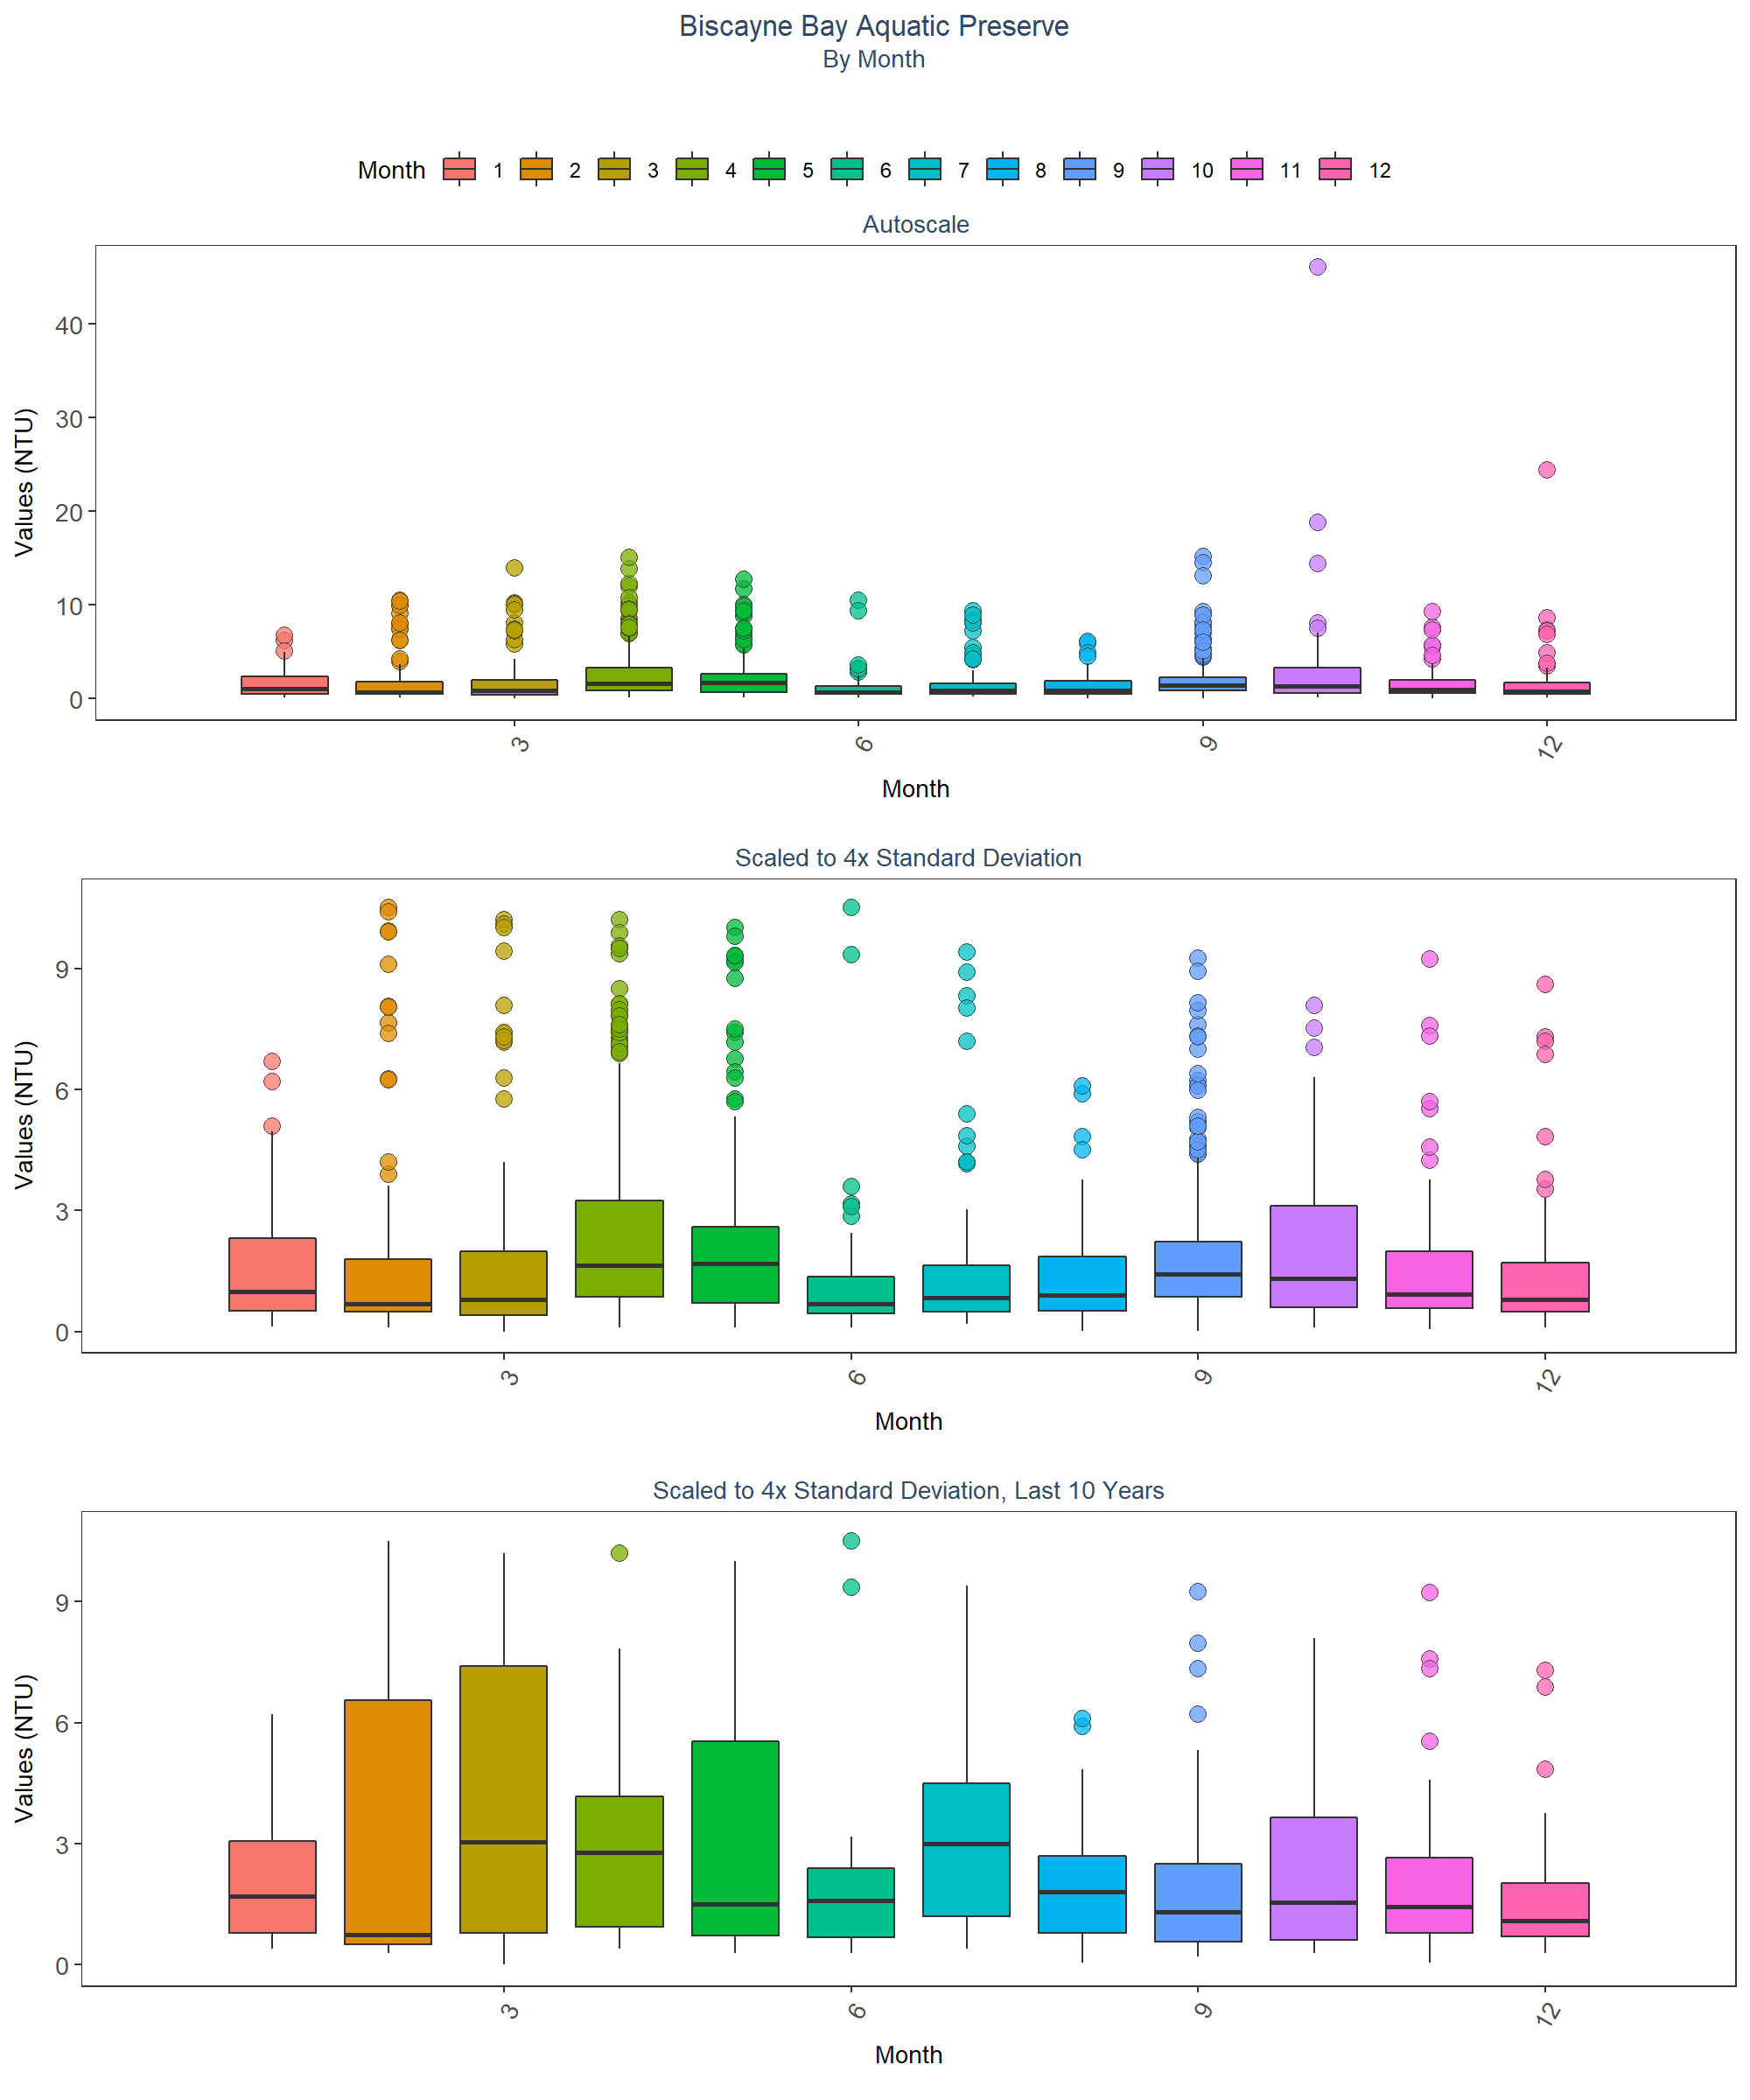 Biscayne Bay Aquatic Preserve
By Month
Month 1 2 3 4 5 6 7 8 9 10 11 12
Autoscale
Values (NTU)
40
30
20
10
0
3 6 9 12
Month
Scaled to 4x Standard Deviation
Values (NTU)
9
6
3
0
3 6 9 12
Month
Scaled to 4x Standard Deviation, Last 10 Years
Values (NTU)
9
6
3
0
3 6 9 12
Month